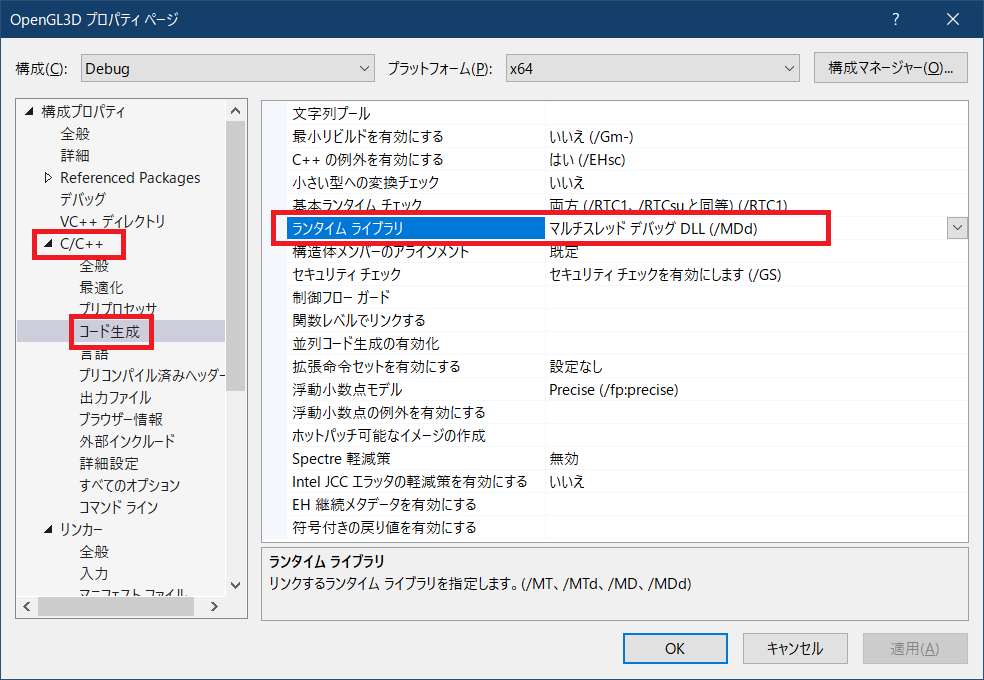 OpenGL3D プロパティ ページ
構成(C): Debug プラットフォーム(P): x64 構成マネージャー(O)...
構成プロパティ
全般
詳細
Referenced Packages
デバッグ
VC++ ディレクトリ
C/C++
全般
最適化
プリプロセッサ
コード生成
言語
プリコンパイル済みヘッダー
出力ファイル
ブラウザー情報
外部インクルード
詳細設定
すべてのオプション
コマンド ライン
リンカー
全般
入力
マニフェスト ファイル
文字列プール
最小リビルドを有効にする いいえ (/Gm-)
C++ の例外を有効にする はい (/EHsc)
小さい型への変換チェック いいえ
基本ランタイム チェック 両方 (/RTC1、/RTCsu と同等) (/RTC1)
ランタイム ライブラリ マルチスレッド デバッグ DLL (/MDd)
構造体メンバーのアラインメント 既定
セキュリティ チェック セキュリティ チェックを有効にします (/GS)
制御フロー ガード
関数レベルでリンクする
並列コード生成の有効化
拡張命令セットを有効にする 設定なし
浮動小数点モデル Precise (/fp:precise)
浮動小数点の例外を有効にする
ホットパッチ可能なイメージの作成
Spectre 軽減策 無効
Intel JCC エラッタの軽減策を有効にする いいえ
EH 継続メタデータを有効にする
符号付きの戻り値を有効にする
ランタイム ライブラリ
リンクするランタイム ライブラリを指定します。(/MT、/MTd、/MD、/MDd)
OK キャンセル 適用(A)